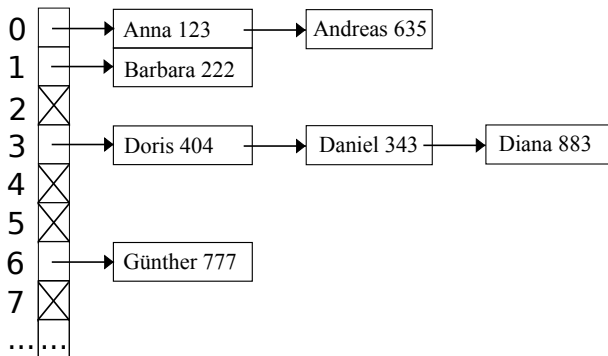 0 Anna 123 Andreas 635
1 Barbara 222
2
3 Doris 404 Daniel 343 Diana 883
4
5
6 Günther 777
7
... ...